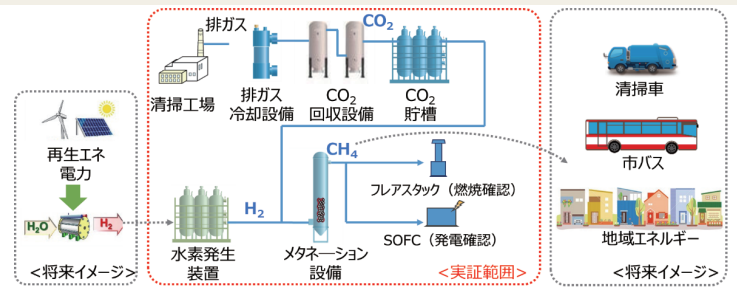 排ガス
CO2
清掃工場
排ガス
冷却設備
CO2
回収設備
CO2
貯槽
再生エネ
電力
H2O
H2
<将来イメージ>
H2
水素発生
装置
CH4
メタネーション
設備
フレアスタック（燃焼確認）
SOFC（発電確認）
<実証範囲>
清掃車
市バス
地域エネルギー
<将来イメージ>